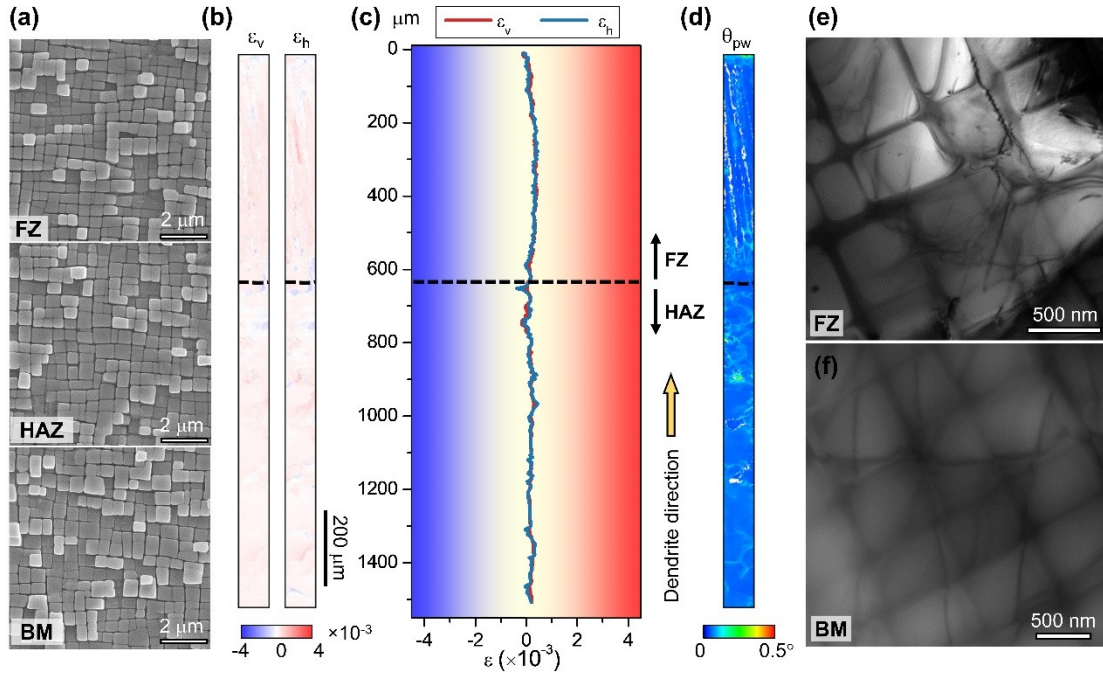 (a)
FZ
2 μm
HAZ
2 μm
BM
2 μm
(b)
εv
εh
200 μm
-4
0
4
×10⁻³
(c)
μm
εv
εh
0
200
400
600
800
1000
1200
1400
FZ
HAZ
-4
-2
0
2
4
ε (×10⁻³)
Dendrite direction
(d)
θpw
0
0.5°
(e)
FZ
500 nm
(f)
BM
500 nm